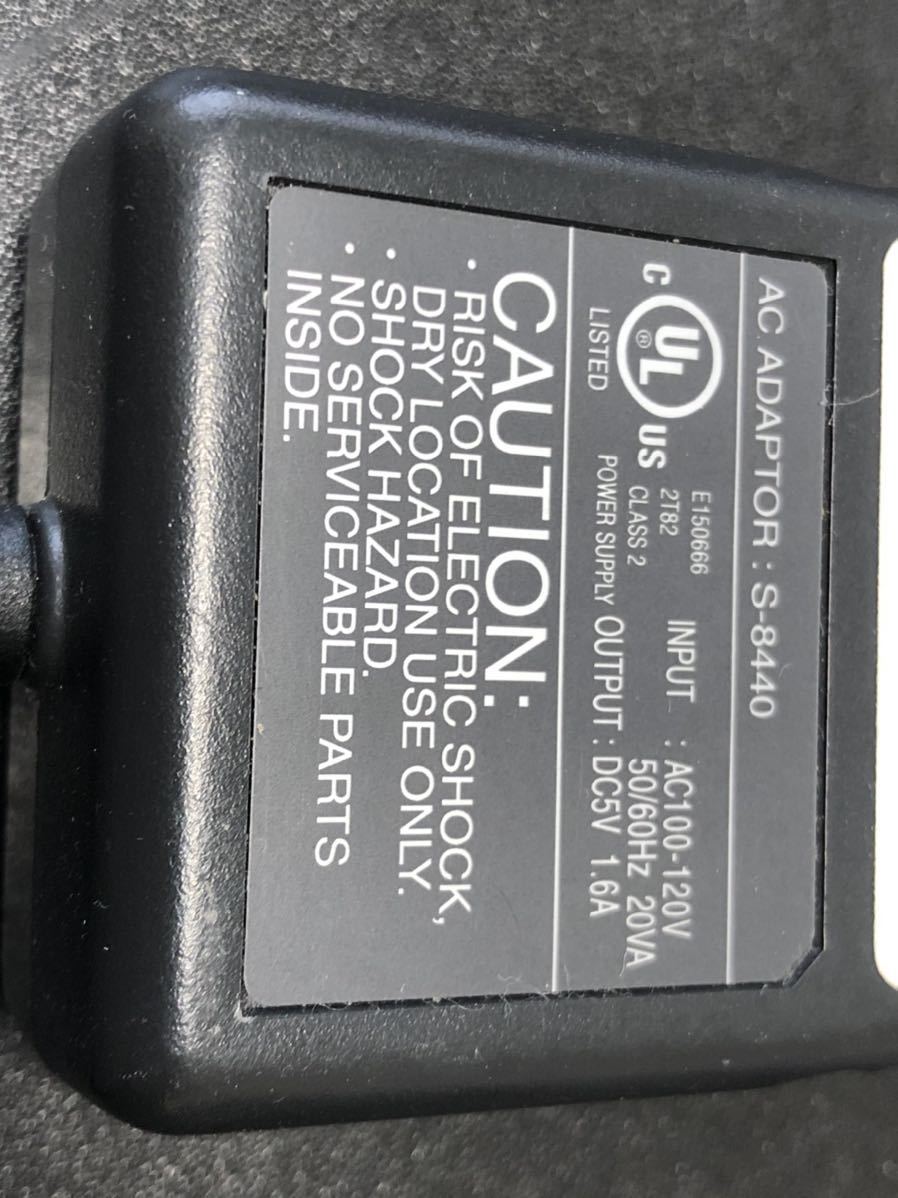 AC ADAPTOR : S-8440
C UL® US
LISTED
E150666
2T82
CLASS 2
POWER SUPPLY
INPUT : AC100-120V
50/60Hz 20VA
OUTPUT : DC5V 1.6A
CAUTION:
· RISK OF ELECTRIC SHOCK,
DRY LOCATION USE ONLY.
· SHOCK HAZARD.
· NO SERVICEABLE PARTS
INSIDE.